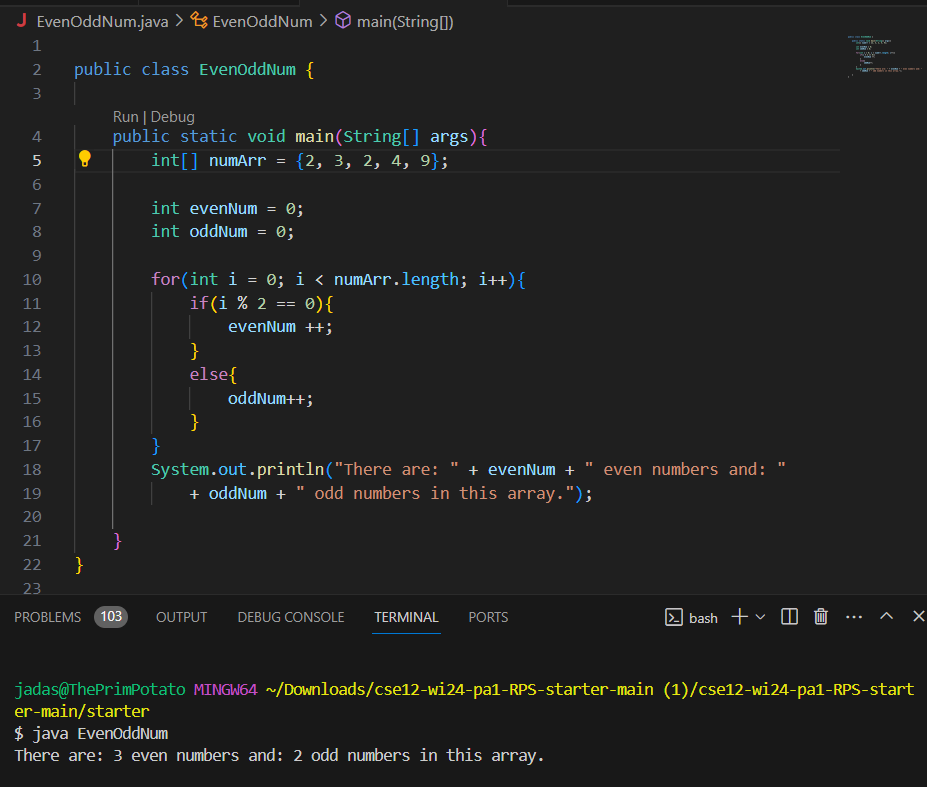 EvenOddNum.java > EvenOddNum > main(String[])
1
2 public class EvenOddNum {
3
Run | Debug
4 public static void main(String[] args){
5 int[] numArr = {2, 3, 2, 4, 9};
6
7 int evenNum = 0;
8 int oddNum = 0;
9
10 for(int i = 0; i < numArr.length; i++){
11 if(i % 2 == 0){
12 evenNum ++;
13 }
14 else{
15 oddNum++;
16 }
17 }
18 System.out.println("There are: " + evenNum + " even numbers and: "
19 + oddNum + " odd numbers in this array.");
20
21 }
22 }
23
PROBLEMS 103 OUTPUT DEBUG CONSOLE TERMINAL PORTS bash
jadas@ThePrimPotato MINGW64 ~/Downloads/cse12-wi24-pa1-RPS-starter-main (1)/cse12-wi24-pa1-RPS-start
er-main/starter
$ java EvenOddNum
There are: 3 even numbers and: 2 odd numbers in this array.